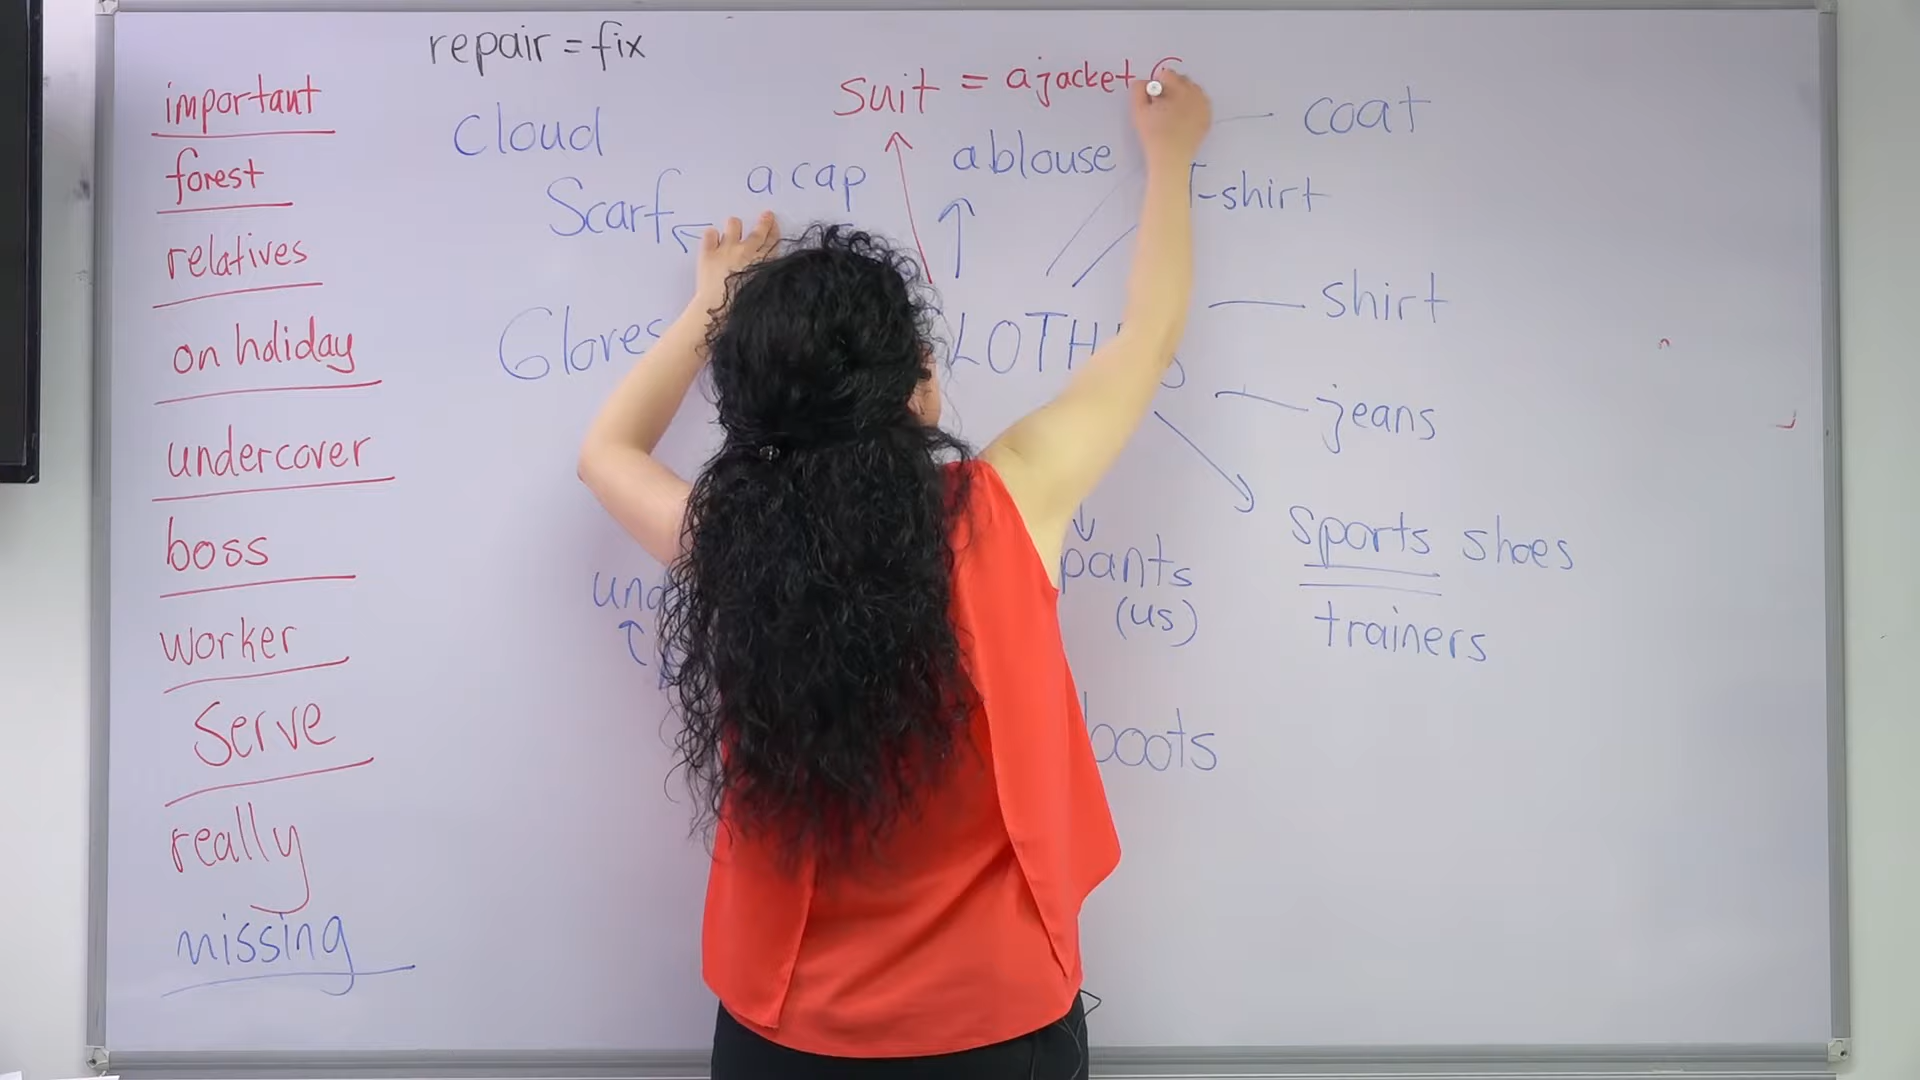 repair = fix
important
forest
relatives
on holiday
undercover
boss
worker
Serve
really
missing
Cloud
Scarf
a cap
Gloves
suit = a jacket
a blouse
coat
T-shirt
shirt
jeans
sports shoes
trainers
pants
(us)
boots